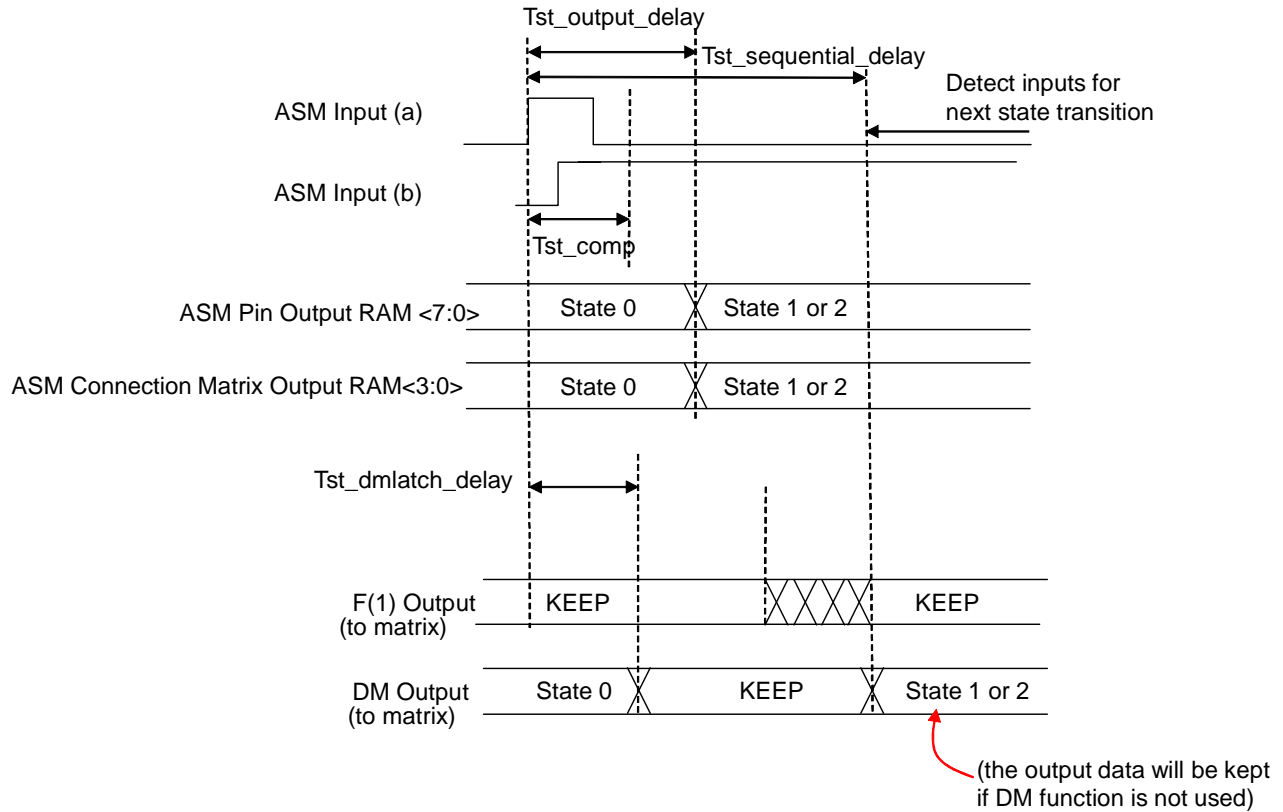 Tst_output_delay
Tst_sequential_delay
Detect inputs for
next state transition
ASM Input (a)
ASM Input (b)
Tst_comp
ASM Pin Output RAM <7:0>
State 0
State 1 or 2
ASM Connection Matrix Output RAM<3:0>
State 0
State 1 or 2
Tst_dmlatch_delay
F(1) Output
(to matrix)
KEEP
KEEP
DM Output
(to matrix)
State 0
KEEP
State 1 or 2
(the output data will be kept
if DM function is not used)